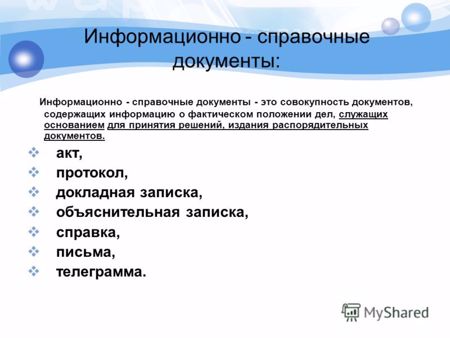 Информационно - справочные
документы:
Информационно - справочные документы - это совокупность документов,
содержащих информацию о фактическом положении дел, служащих
основанием для принятия решений, издания распорядительных
документов.
акт,
протокол,
докладная записка,
объяснительная записка,
справка,
письма,
телеграмма.
MyShared